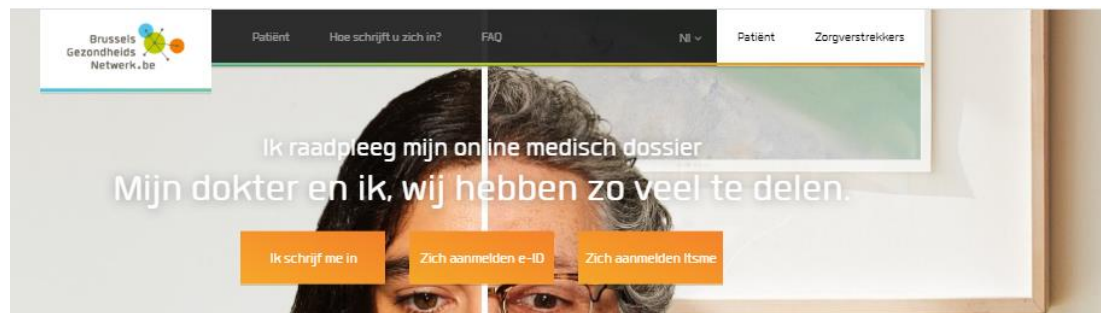 Brussels
Gezondheids
Netwerk.be
Patiënt Hoe schrijft u zich in? FAQ Nl Patiënt Zorgverstrekkers
Ik raadpleeg mijn online medisch dossier
Mijn dokter en ik, wij hebben zo veel te delen.
Ik schrijf me in Zich aanmelden e-ID Zich aanmelden Itsme